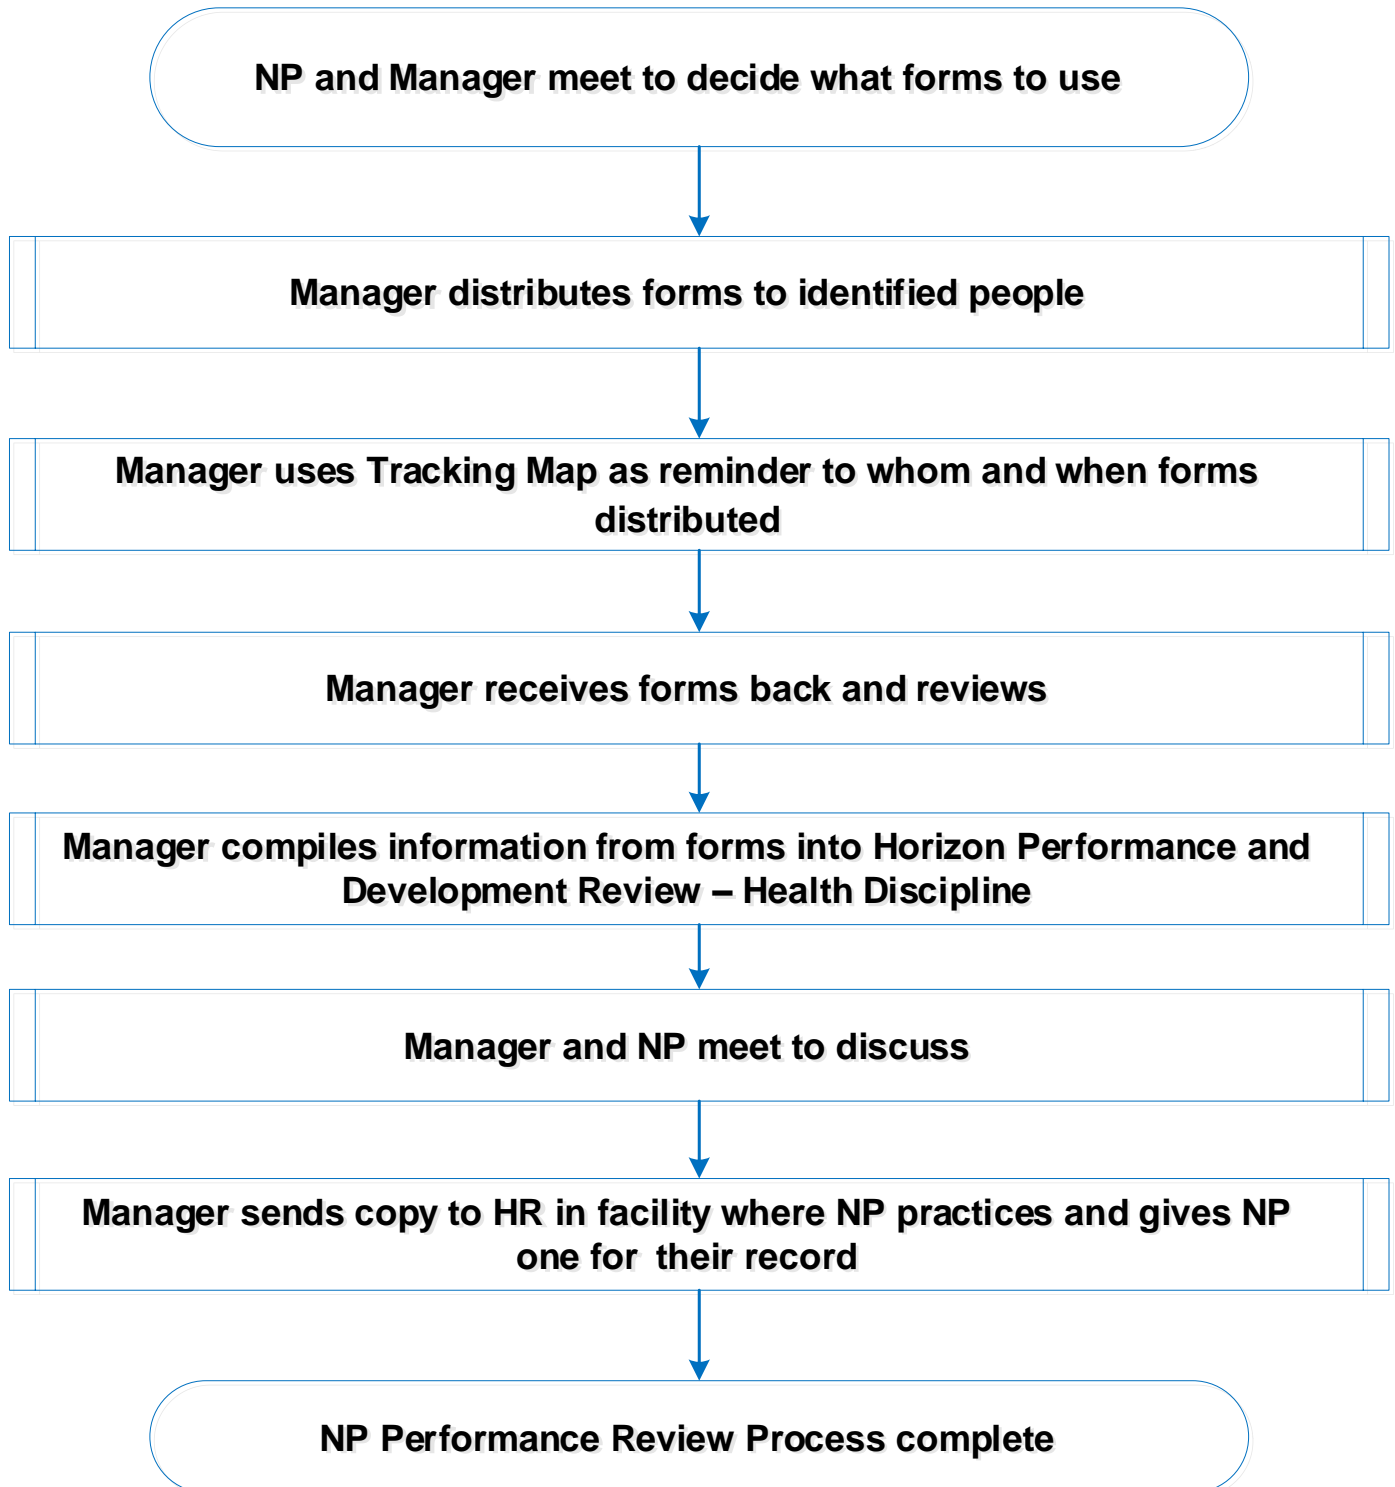 NP and Manager meet to decide what forms to use
Manager distributes forms to identified people
Manager uses Tracking Map as reminder to whom and when forms
distributed
Manager receives forms back and reviews
Manager compiles information from forms into Horizon Performance and
Development Review – Health Discipline
Manager and NP meet to discuss
Manager sends copy to HR in facility where NP practices and gives NP
one for  their record
NP Performance Review Process complete